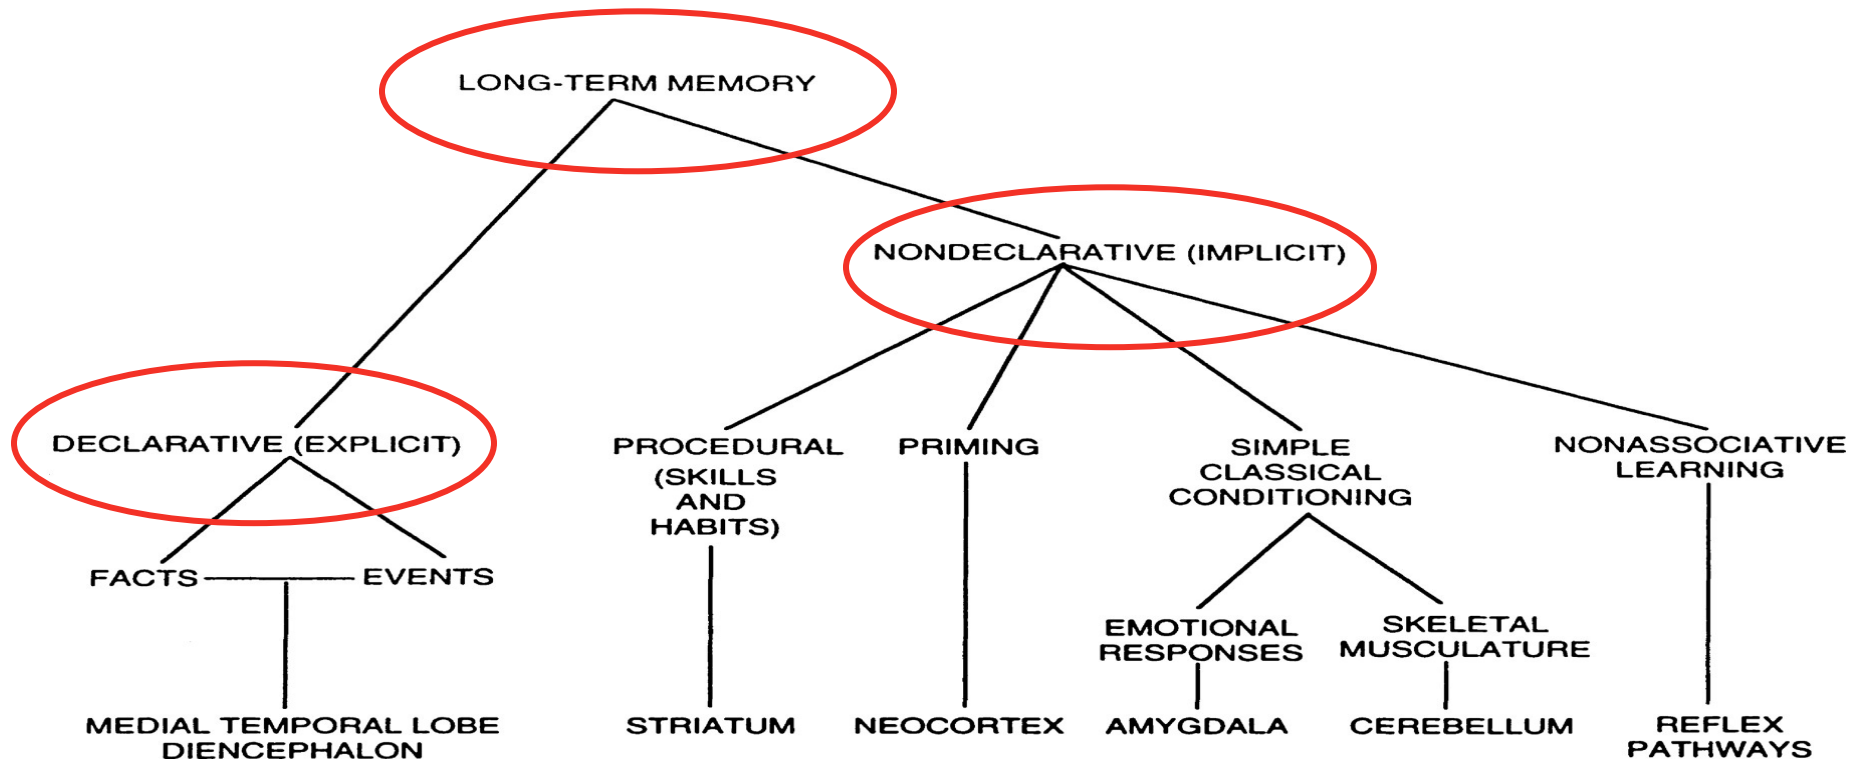 LONG-TERM MEMORY
NONDECLARATIVE (IMPLICIT)
DECLARATIVE (EXPLICIT)
FACTS
EVENTS
MEDIAL TEMPORAL LOBE
DIENCEPHALON
PROCEDURAL
(SKILLS
AND
HABITS)
STRIATUM
PRIMING
NEOCORTEX
SIMPLE
CLASSICAL
CONDITIONING
EMOTIONAL
RESPONSES
AMYGDALA
SKELETAL
MUSCULATURE
CEREBELLUM
NONASSOCIATIVE
LEARNING
REFLEX
PATHWAYS